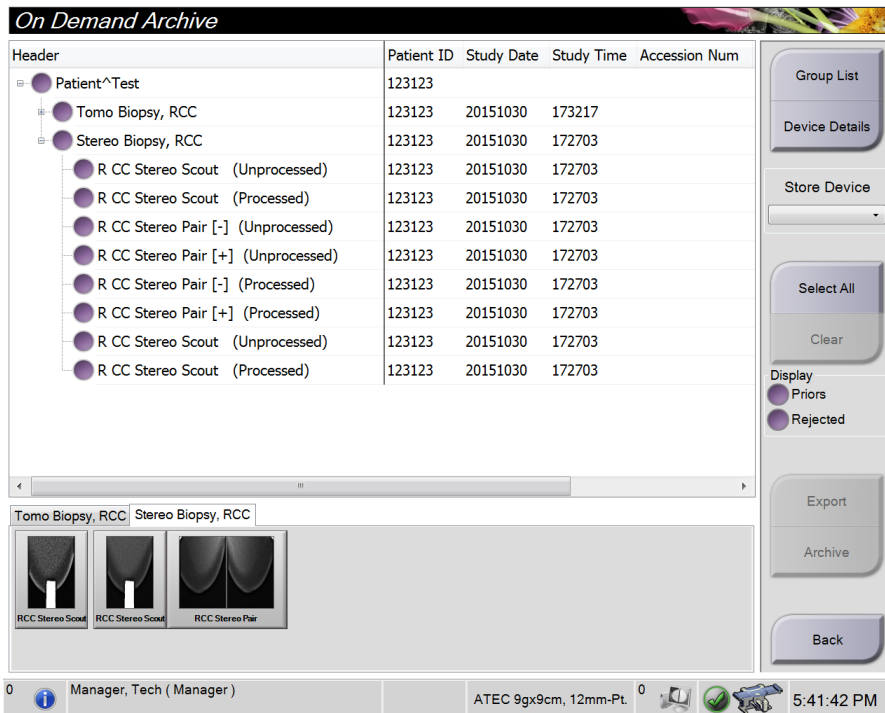 On Demand Archive
Header Patient ID Study Date Study Time Accession Num
Patient^Test 123123
Tomo Biopsy, RCC 123123 20151030 173217
Stereo Biopsy, RCC 123123 20151030 172703
R CC Stereo Scout (Unprocessed) 123123 20151030 172703
R CC Stereo Scout (Processed) 123123 20151030 172703
R CC Stereo Pair [-] (Unprocessed) 123123 20151030 172703
R CC Stereo Pair [+] (Unprocessed) 123123 20151030 172703
R CC Stereo Pair [-] (Processed) 123123 20151030 172703
R CC Stereo Pair [+] (Processed) 123123 20151030 172703
R CC Stereo Scout (Unprocessed) 123123 20151030 172703
R CC Stereo Scout (Processed) 123123 20151030 172703
Group List
Device Details
Store Device
Select All
Clear
Display
Priors
Rejected
Export
Archive
Back
Tomo Biopsy, RCC Stereo Biopsy, RCC
RCC Stereo Scout RCC Stereo Scout RCC Stereo Pair
0 Manager, Tech ( Manager ) ATEC 9gx9cm, 12mm-Pt. 0 5:41:42 PM